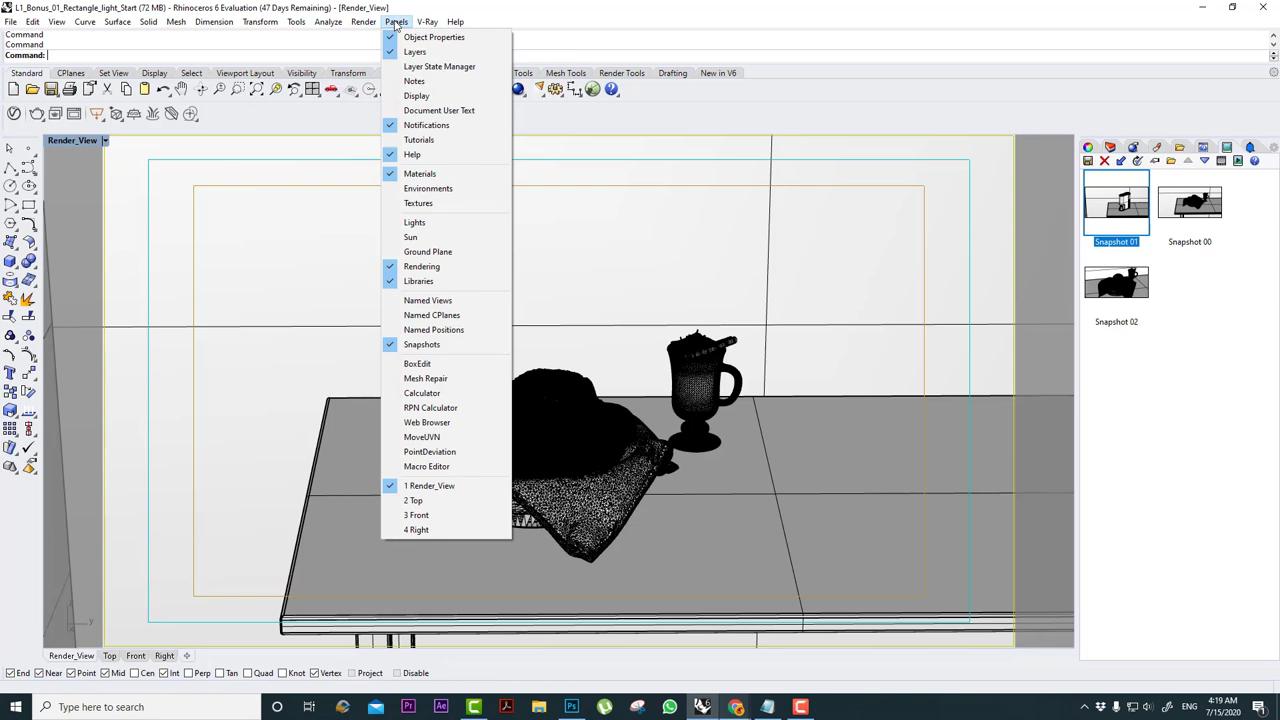 L1_Bonus_01_Rectangle_light_Start (72 MB) - Rhinoceros 6 Evaluation (47 Days Remaining) - [Render_View]
File Edit View Curve Surface Solid Mesh Dimension Transform Tools Analyze Render Panels V-Ray Help
Command
Command
Command:
Standard CPlanes Set View Display Select Viewport Layout Visibility Transform Tools Mesh Tools Render Tools Drafting New in V6
Render_View
Object Properties
Layers
Layer State Manager
Notes
Display
Document User Text
Notifications
Tutorials
Help
Materials
Environments
Textures
Lights
Sun
Ground Plane
Rendering
Libraries
Named Views
Named CPlanes
Named Positions
Snapshots
BoxEdit
Mesh Repair
Calculator
RPN Calculator
Web Browser
MoveUVN
PointDeviation
Macro Editor
1 Render_View
2 Top
3 Front
4 Right
Snapshot 01 Snapshot 00
Snapshot 02
z
y
Render_View Top Front Right
End Near Point Mid Cen Int Perp Tan Quad Knot Vertex Project Disable
Type here to search
4:19 AM
7/15/2020